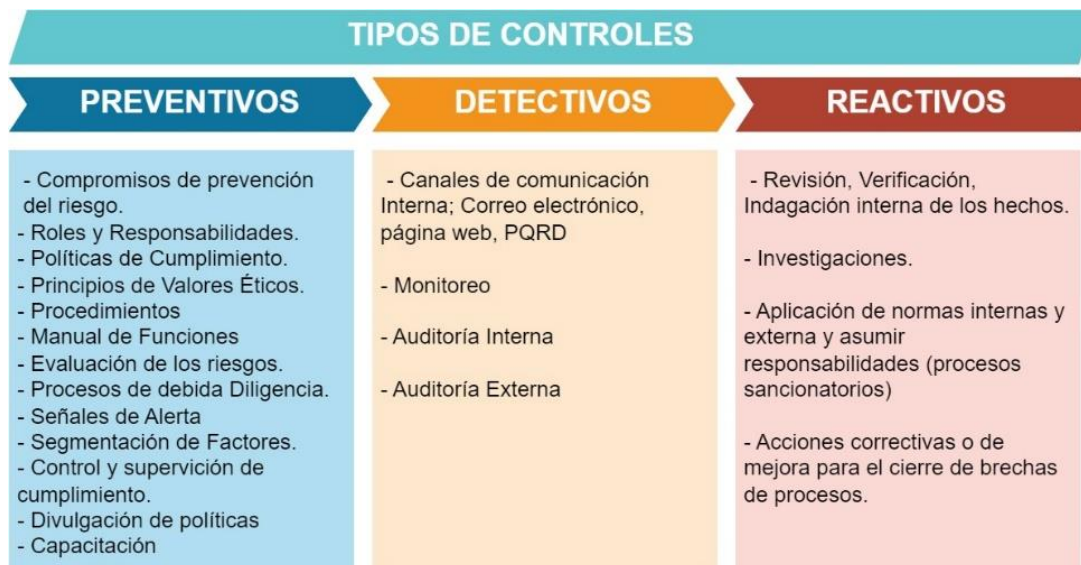 TIPOS DE CONTROLES
PREVENTIVOS
- Compromisos de prevención
del riesgo.
- Roles y Responsabilidades.
- Políticas de Cumplimiento.
- Principios de Valores Éticos.
- Procedimientos
- Manual de Funciones
- Evaluación de los riesgos.
- Procesos de debida Diligencia.
- Señales de Alerta
- Segmentación de Factores.
- Control y supervisión de
cumplimiento.
- Divulgación de políticas
- Capacitación
DETECTIVOS
- Canales de comunicación
Interna; Correo electrónico,
página web, PQRD
- Monitoreo
- Auditoría Interna
- Auditoría Externa
REACTIVOS
- Revisión, Verificación,
Indagación interna de los hechos.
- Investigaciones.
- Aplicación de normas internas y
externa y asumir
responsabilidades (procesos
sancionatorios)
- Acciones correctivas o de
mejora para el cierre de brechas
de procesos.